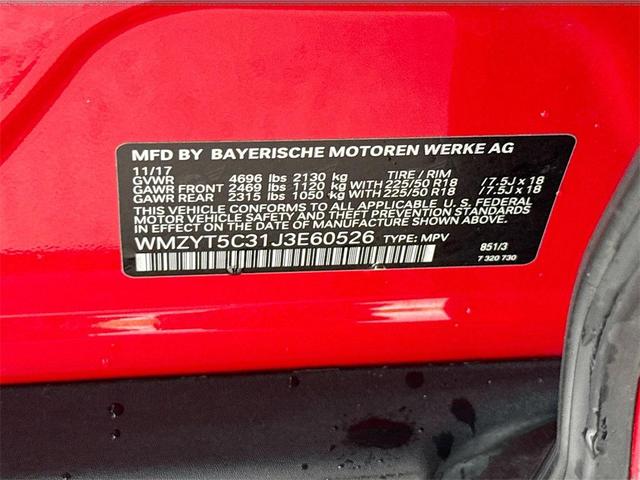 MFD BY BAYERISCHE MOTOREN WERKE AG
11/17
GVWR 4696 lbs 2130 kg TIRE / RIM
GAWR FRONT 2469 lbs 1120 kg WITH 225/50 R18 /7.5J x 18
GAWR REAR 2315 lbs 1050 kg WITH 225/50 R18 /7.5J x 18
THIS VEHICLE CONFORMS TO ALL APPLICABLE U. S. FEDERAL
MOTOR VEHICLE SAFETY AND THEFT PREVENTION STANDARDS
IN EFFECT ON THE DATE OF MANUFACTURE SHOWN ABOVE.
WMZYT5C31J3E60526 TYPE: MPV 851/3
7 320 730